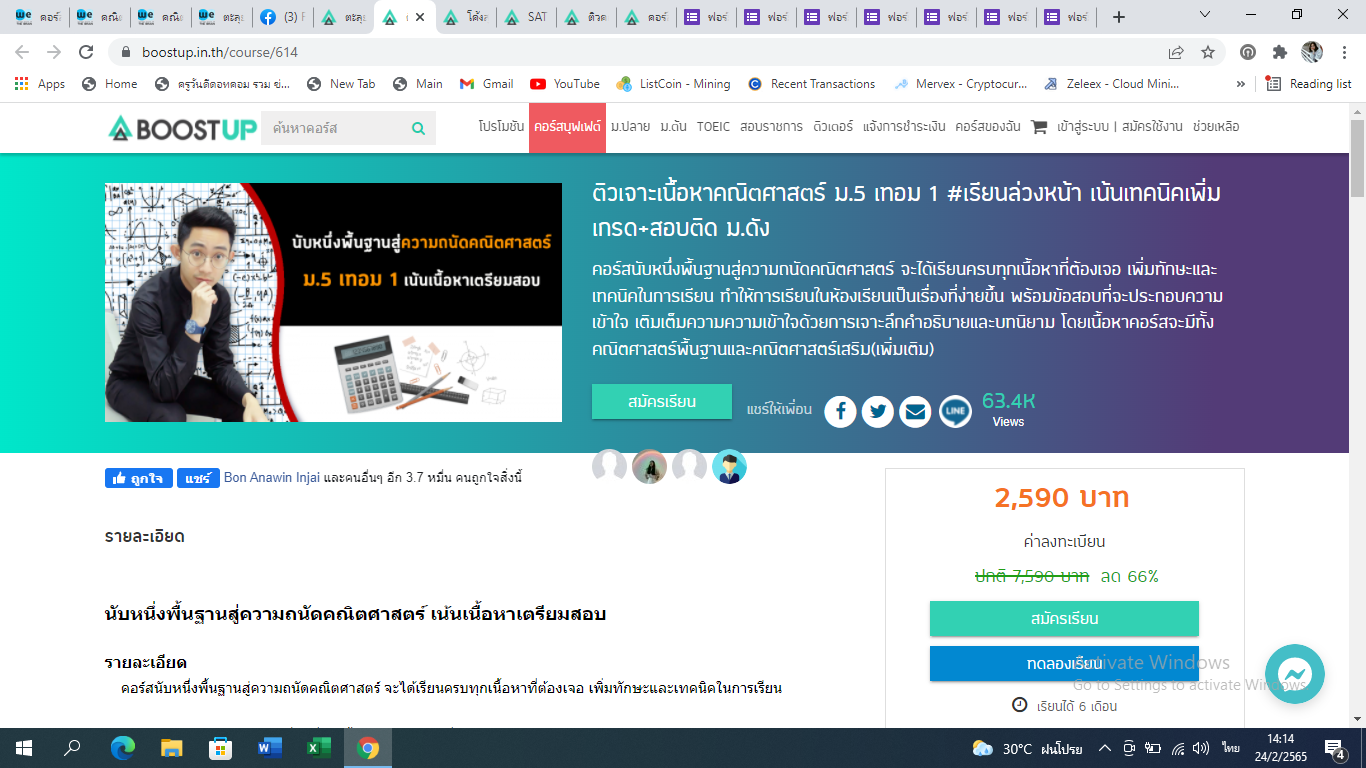 คอร์
คณิ
คณิ
ตะลุ
(3) F
ตะลุ
โค้งส
SAT
ติวต
คอร์
ฟอร์
ฟอร์
ฟอร์
ฟอร์
ฟอร์
ฟอร์
ฟอร์
boostup.in.th/course/614
Apps Home ครูวันดีดอทคอม รวม ข่... New Tab Main Gmail YouTube ListCoin - Mining Recent Transactions Mervex - Cryptocur... Zeleex - Cloud Mini... » Reading list
BOOSTUP ค้นหาคอร์ส โปรโมชัน คอร์สบุฟเฟต์ ม.ปลาย ม.ต้น TOEIC สอบราชการ ติวเตอร์ แจ้งการชำระเงิน คอร์สของฉัน เข้าสู่ระบบ | สมัครใช้งาน ช่วยเหลือ
นับหนึ่งพื้นฐานสู่ความถนัดคณิตศาสตร์
ม.5 เทอม 1 เน้นเนื้อหาเตรียมสอบ
ติวเจาะเนื้อหาคณิตศาสตร์ ม.5 เทอม 1 #เรียนล่วงหน้า เน้นเทคนิคเพิ่ม
เกรด+สอบติด ม.ดัง
คอร์สนับหนึ่งพื้นฐานสู่ความถนัดคณิตศาสตร์ จะได้เรียนครบทุกเนื้อหาที่ต้องเจอ เพิ่มทักษะและ
เทคนิคในการเรียน ทำให้การเรียนในห้องเรียนเป็นเรื่องที่ง่ายขึ้น พร้อมข้อสอบที่จะประกอบความ
เข้าใจ เติมเต็มความความเข้าใจด้วยการเจาะลึกคำอธิบายและบทนิยาม โดยเนื้อหาคอร์สจะมีทั้ง
คณิตศาสตร์พื้นฐานและคณิตศาสตร์เสริม(เพิ่มเติม)
สมัครเรียน แชร์ให้เพื่อน LINE 63.4K
Views
ถูกใจ แชร์ Bon Anawin Injai และคนอื่นๆ อีก 3.7 หมื่น คนถูกใจสิ่งนี้
รายละเอียด
นับหนึ่งพื้นฐานสู่ความถนัดคณิตศาสตร์ เน้นเนื้อหาเตรียมสอบ
รายละเอียด
คอร์สนับหนึ่งพื้นฐานสู่ความถนัดคณิตศาสตร์ จะได้เรียนครบทุกเนื้อหาที่ต้องเจอ เพิ่มทักษะและเทคนิคในการเรียน
2,590 บาท
ค่าลงทะเบียน
ปกติ 7,590 บาท ลด 66%
สมัครเรียน
ทดลองเรียน
เรียนได้ 6 เดือน
Activate Windows
Go to Settings to activate Windows.
30°C ฝนโปรย ไทย 14:14
24/2/2565
4